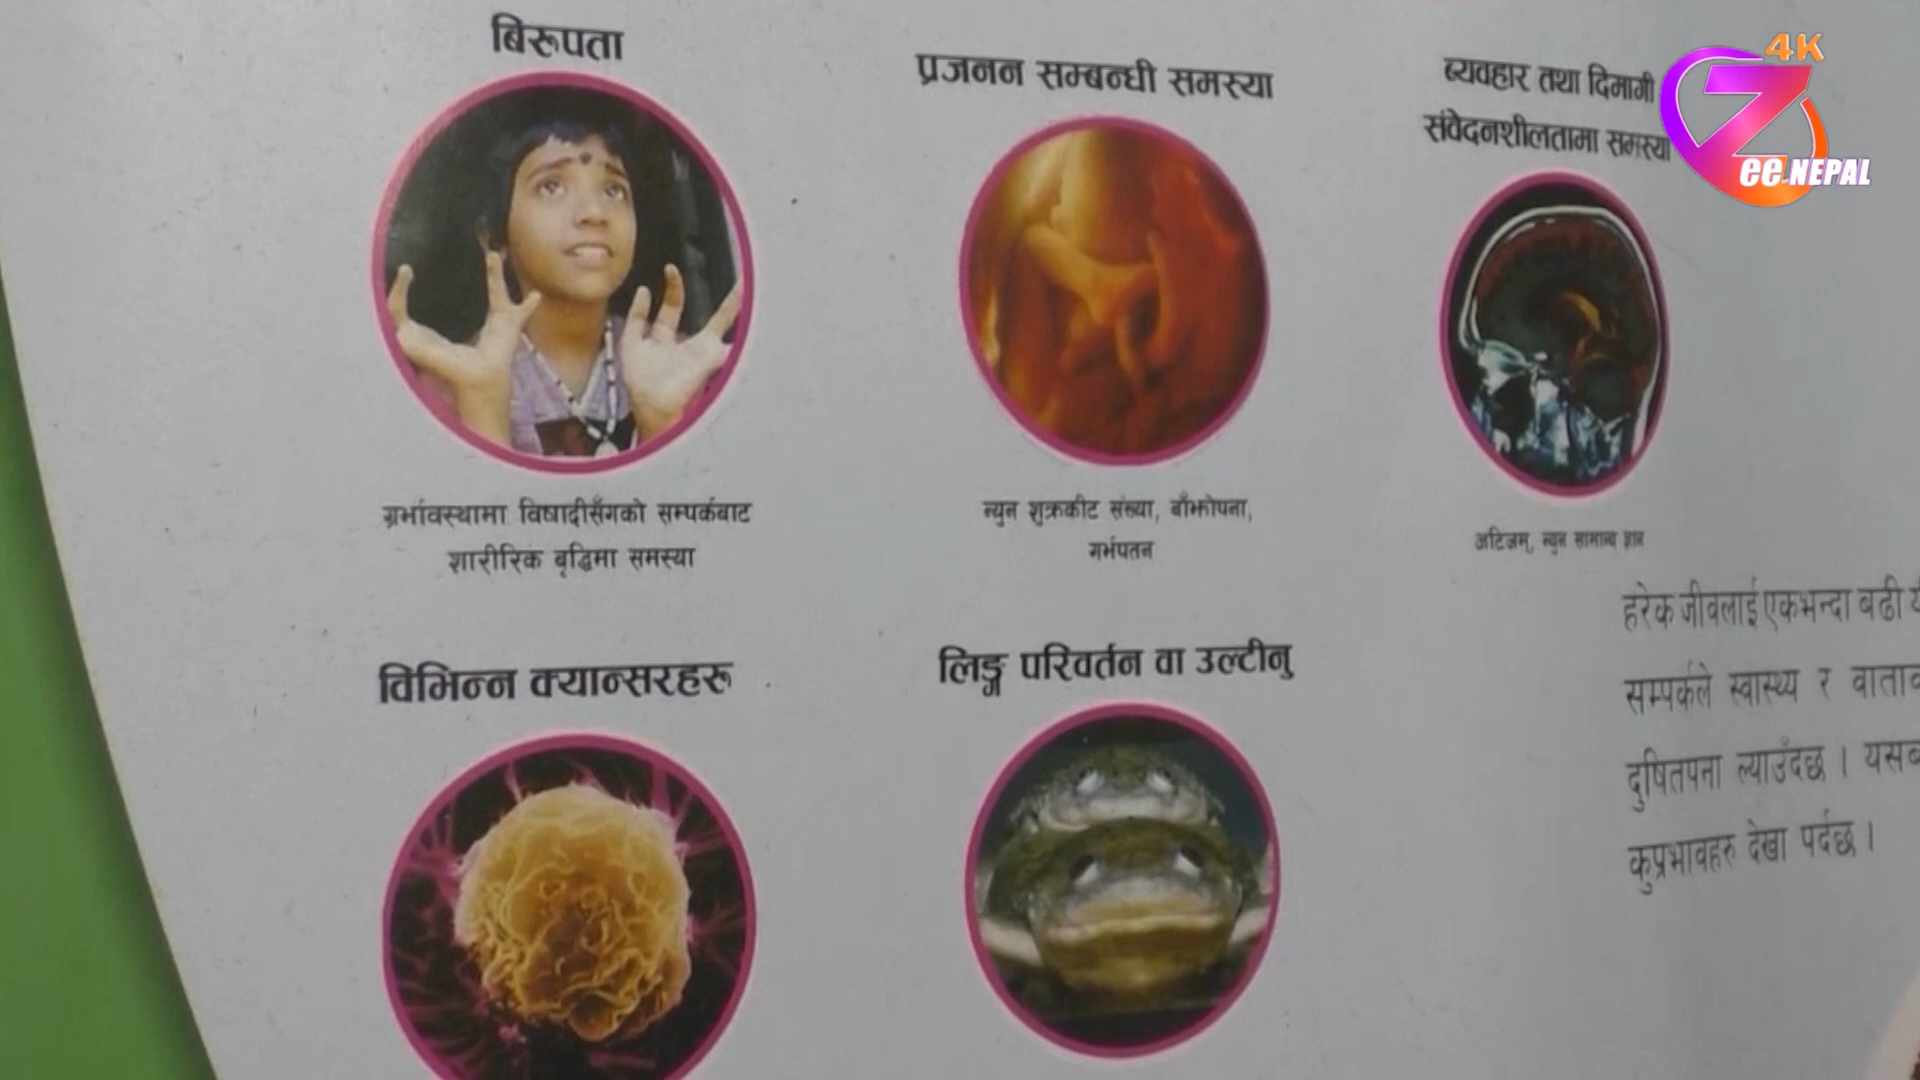 बिरूपता
प्रजनन सम्बन्धी समस्या
ब्यवहार तथा दिमागी
संवेदनशीलतामा समस्या
4K
Zee NEPAL
गर्भावस्थामा विषादीसँगको सम्पर्कबाट
शारीरिक बृद्धिमा समस्या
न्युन शुक्रकीट संख्या, बाँझोपना,
गर्भपतन
अटिजम्, न्युन सामान्य ज्ञान
विभिन्न क्यान्सरहरू
लिङ्ग परिवर्तन वा उल्टीनु
हरेक जीवलाई एकभन्दा बढी
सम्पर्कले स्वास्थ्य र
दुषितपना ल्याउँदछ ।
कुप्रभावहरु देखा पर्दछ ।